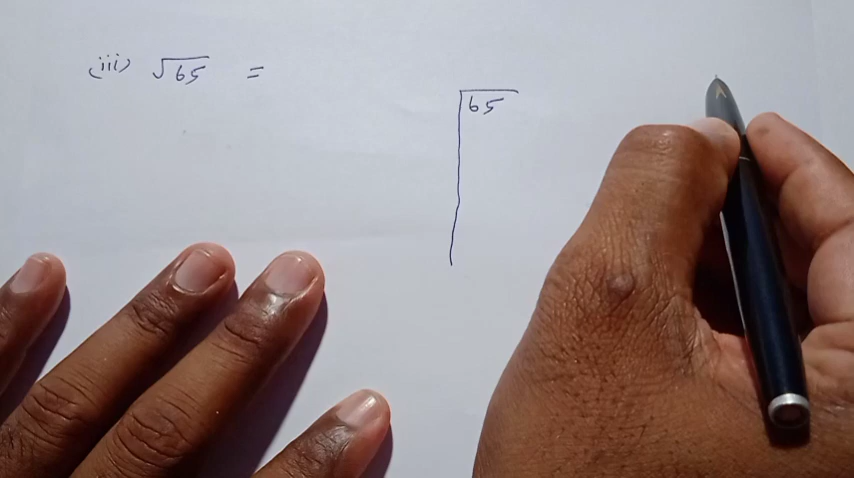 (iii) √65 =
65